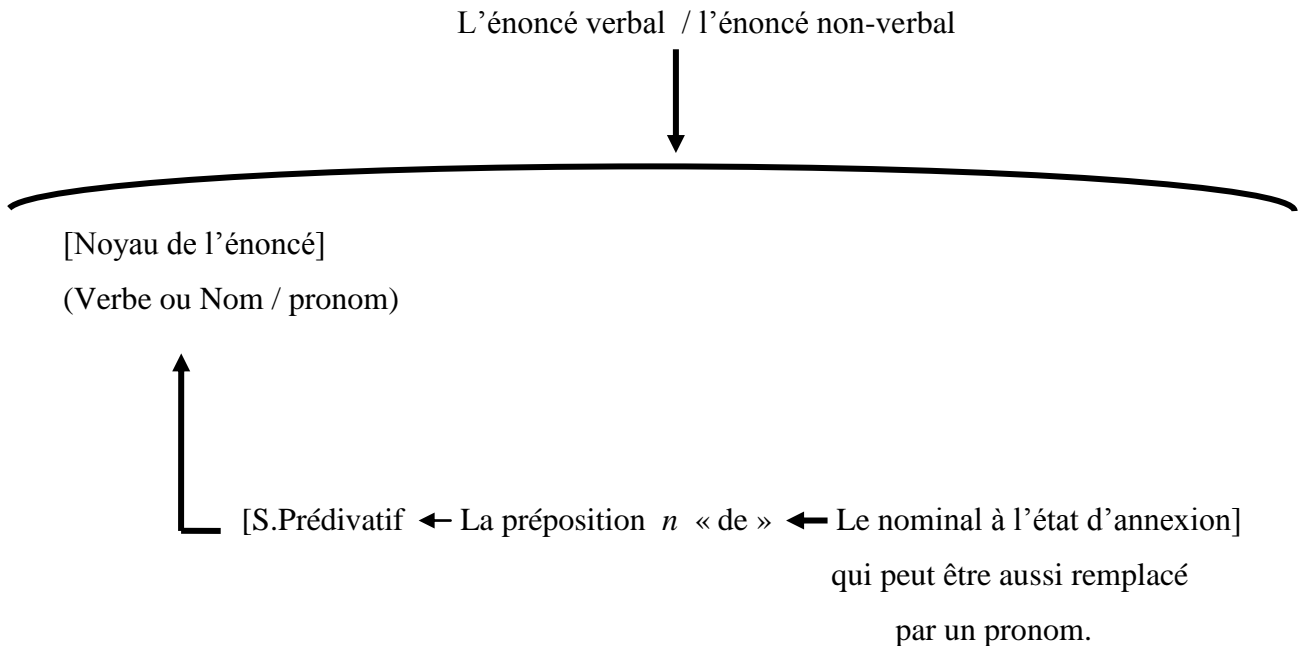 L’énoncé verbal / l’énoncé non-verbal
[Noyau de l’énoncé]
(Verbe ou Nom / pronom)
[S.Prédivatif La préposition n « de » Le nominal à l’état d’annexion]
qui peut être aussi remplacé
par un pronom.